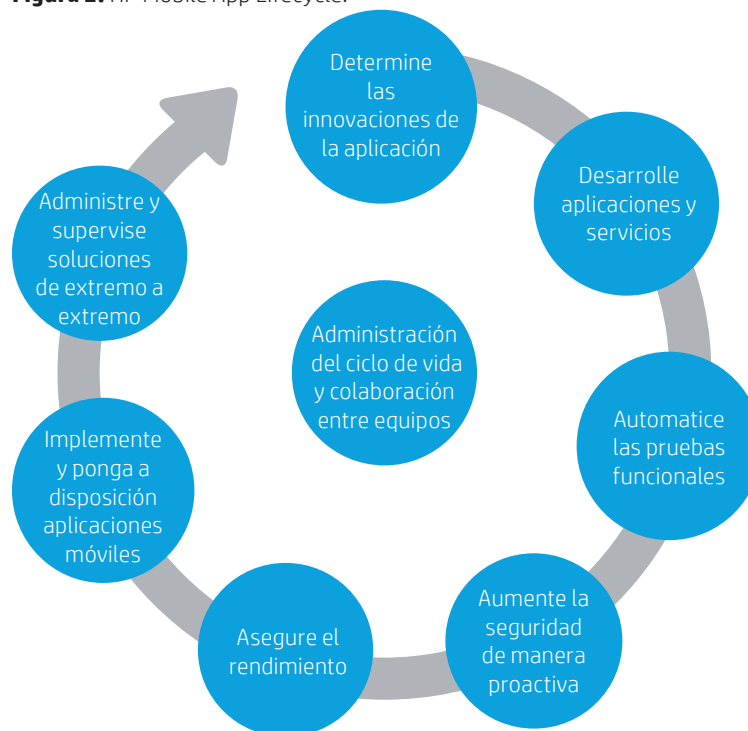 Figura 2. HP Mobile App Lifecycle.
Determine
las
innovaciones de
la aplicación
Desarrolle
aplicaciones y
servicios
Automatice
las pruebas
funcionales
Aumente la
seguridad
de manera
proactiva
Asegure el
rendimiento
Implemente
y ponga a
disposición
aplicaciones
móviles
Administre y
supervise
soluciones
de extremo a
extremo
Administración
del ciclo de vida
y colaboración
entre equipos